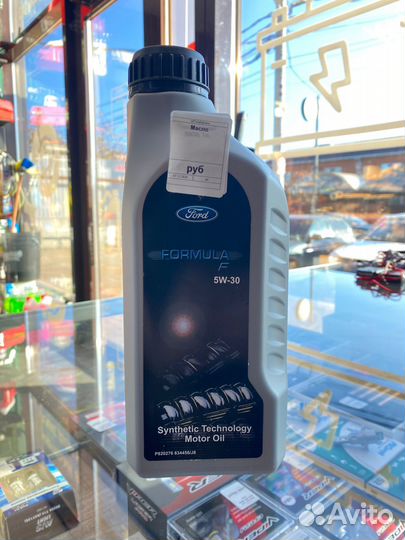 Масло
руб
Ford
FORMULA
F
5W-30
Synthetic Technology
Motor Oil
Avito